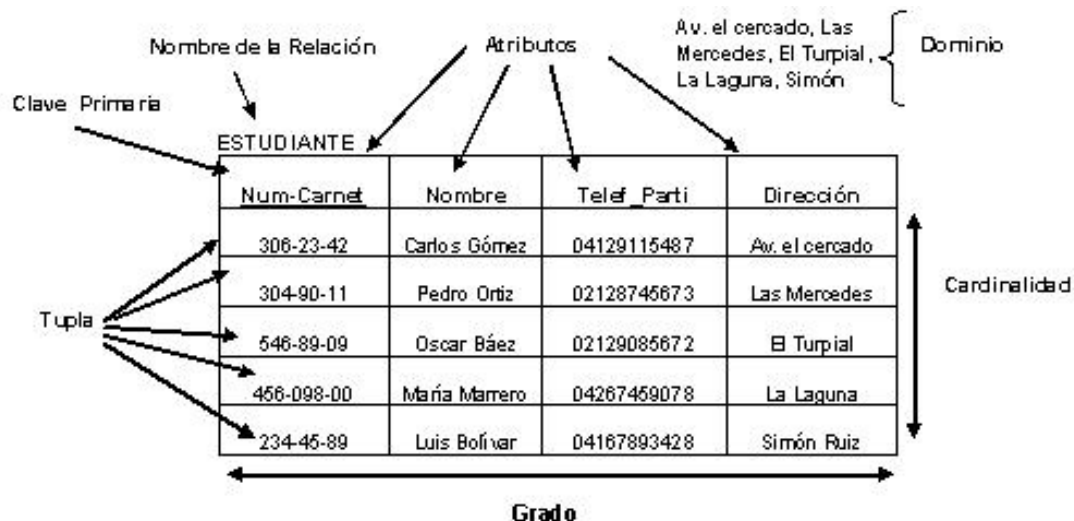 Nombre de la Relación
Atributos
Av. el cercado, Las
Mercedes, El Turpial,
La Laguna, Simón
Dominio
Clave Primaria
ESTUDIANTE
Num-Carnet Nombre Telef_Parti Dirección
306-23-42 Carlos Gómez 04129115487 Av. el cercado
304-90-11 Pedro Ortiz 02128745673 Las Mercedes
546-89-09 Oscar Báez 02129085672 El Turpial
456-098-00 María Marrero 04267459078 La Laguna
234-45-89 Luis Bolívar 04167893428 Simón Ruiz
Tupla
Cardinalidad
Grado